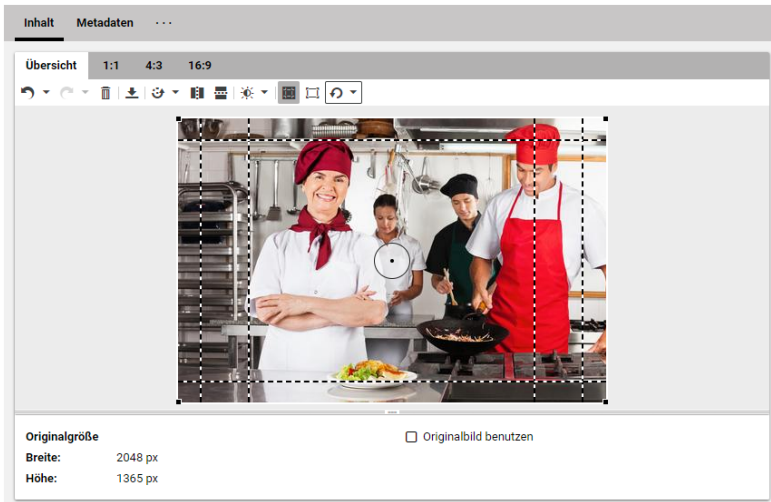 Inhalt Metadaten ...
Übersicht 1:1 4:3 16:9
Originalgröße
Originalbild benutzen
Breite: 2048 px
Höhe: 1365 px